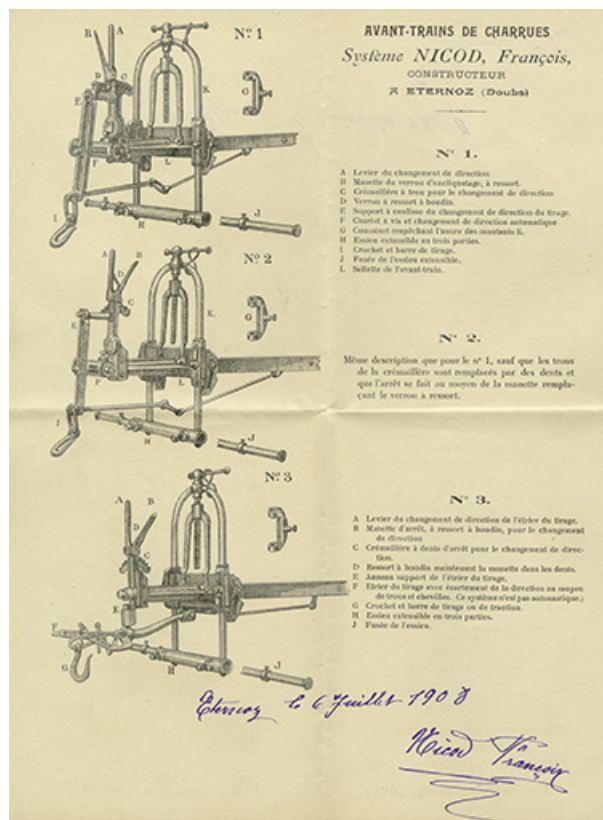 AVANT-TRAINS DE CHARRUES
Système NICOD, François,
CONSTRUCTEUR
A ETERNOZ (Doubs)
N° 1
B A
D C
E
K
G
F
L
I
H
J
N° 1.
A Levier du changement de direction
B Manette du verrou d'encliquetage, à ressort.
C Crémaillère à trou pour le changement de direction
D Verrou à ressort à boudin.
E Support à coulisse du changement de direction du tirage.
F Chariot à vis et changement de direction automatique
G Coussinet empêchant l'usure des montants K.
H Essieu extensible en trois parties.
I Crochet et barre de tirage.
J Fusée de l'essieu extensible.
L Sellette de l'avant-train.
N° 2
A B
D
C
E
K
G
F
L
I
H
J
N° 2.
Même description que pour le n° 1, sauf que les trous
de la crémaillère sont remplacés par des dents et
que l'arrêt se fait au moyen de la manette rempla-
çant le verrou à ressort.
N° 3
A B
D
C
E
F
G
H
J
N° 3.
A Levier du changement de direction de l'étrier du tirage.
B Manette d'arrêt, à ressort à boudin, pour le changement
de direction
C Crémaillère à dents d'arrêt pour le changement de direc-
tion.
D Ressort à boudin maintenant la manette dans les dents.
E Anneau support de l'étrier du tirage.
F Etrier du tirage avec écartement de la direction au moyen
de trous et chevilles. (Ce système n'est pas automatique.)
G Crochet et barre de tirage ou de traction.
H Essieu extensible en trois parties.
J Fusée de l'essieu.
Eternoz le 6 Juillet 1908
Nicod François